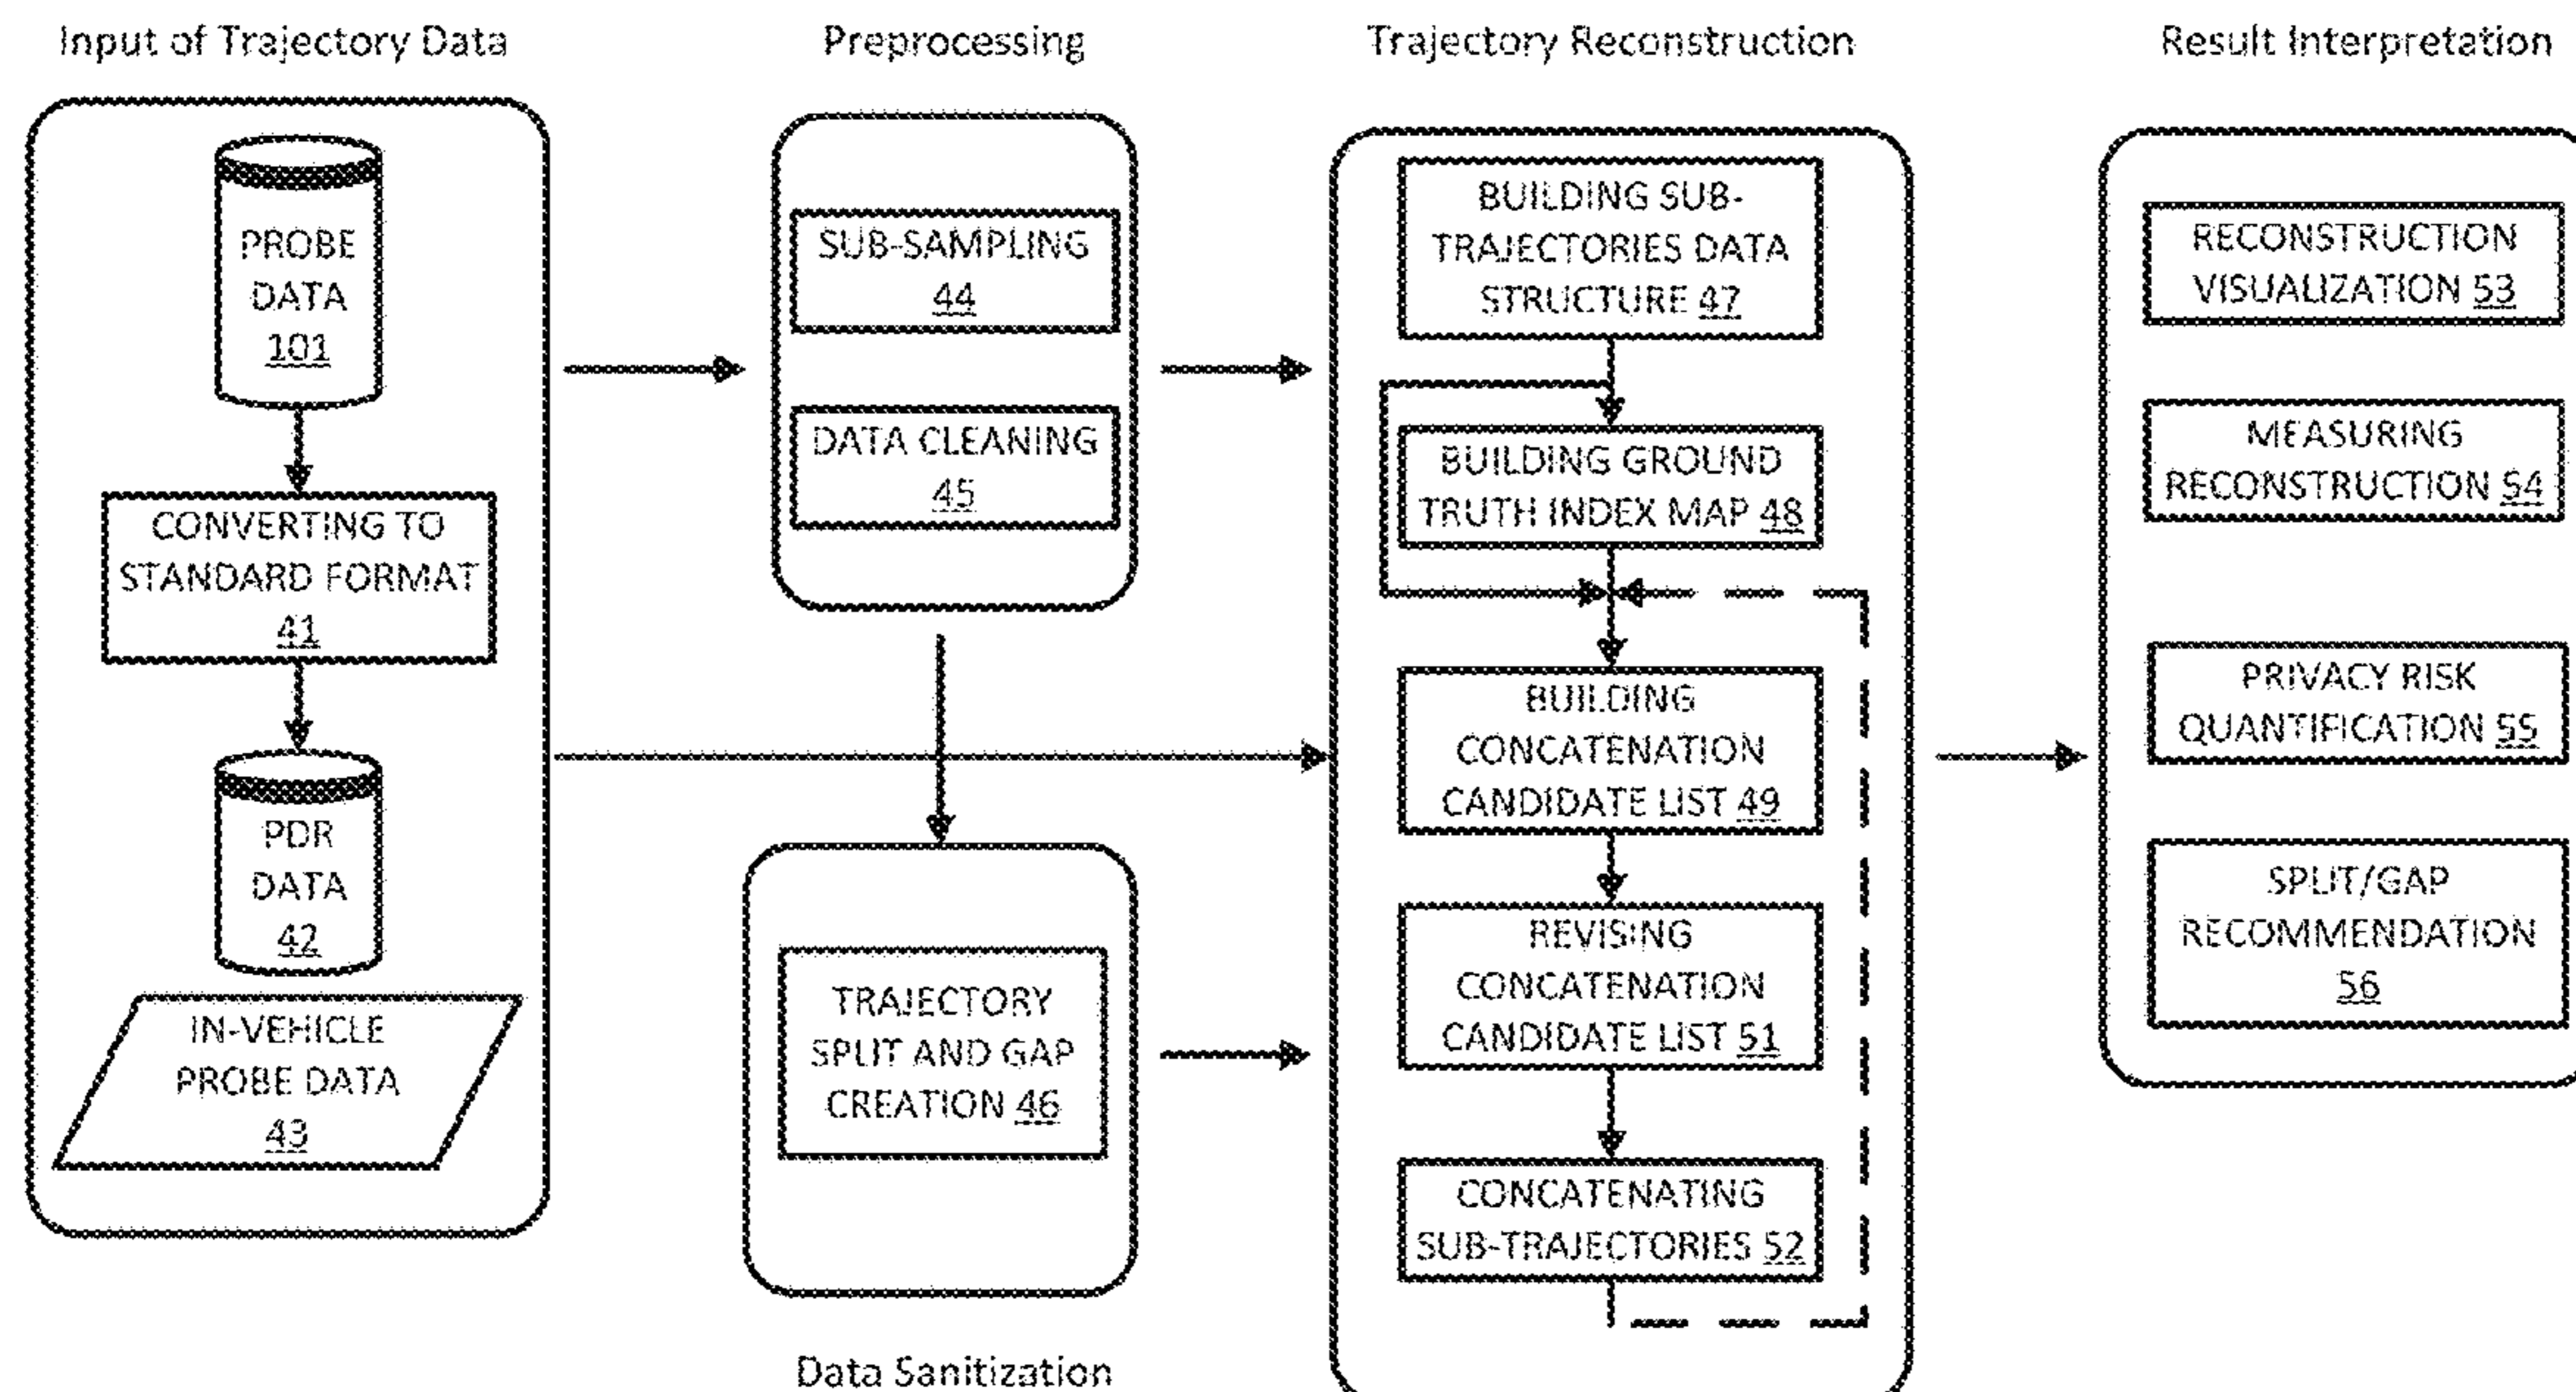 Input of Trajectory Data
PROBE
DATA
101
CONVERTING TO
STANDARD FORMAT
41
PDR
DATA
42
IN-VEHICLE
PROBE DATA
43
Preprocessing
SUB-SAMPLING
44
DATA CLEANING
45
TRAJECTORY
SPLIT AND GAP
CREATION 46
Data Sanitization
Trajectory Reconstruction
BUILDING SUB-
TRAJECTORIES DATA
STRUCTURE 47
BUILDING GROUND
TRUTH INDEX MAP 48
BUILDING
CONCATENATION
CANDIDATE LIST 49
REVISING
CONCATENATION
CANDIDATE LIST 51
CONCATENATING
SUB-TRAJECTORIES 52
Result Interpretation
RECONSTRUCTION
VISUALIZATION 53
MEASURING
RECONSTRUCTION 54
PRIVACY RISK
QUANTIFICATION 55
SPLIT/GAP
RECOMMENDATION
56